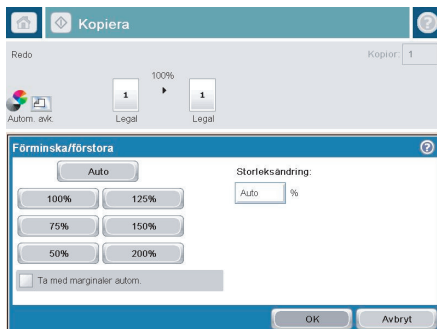 Kopiera
Redo
Kopior: 1
100%
1 1
Autom. avk. Legal Legal
Förminska/förstora
Auto
Storleksändring:
100% 125%
Auto %
75% 150%
50% 200%
Ta med marginaler autom.
OK Avbryt